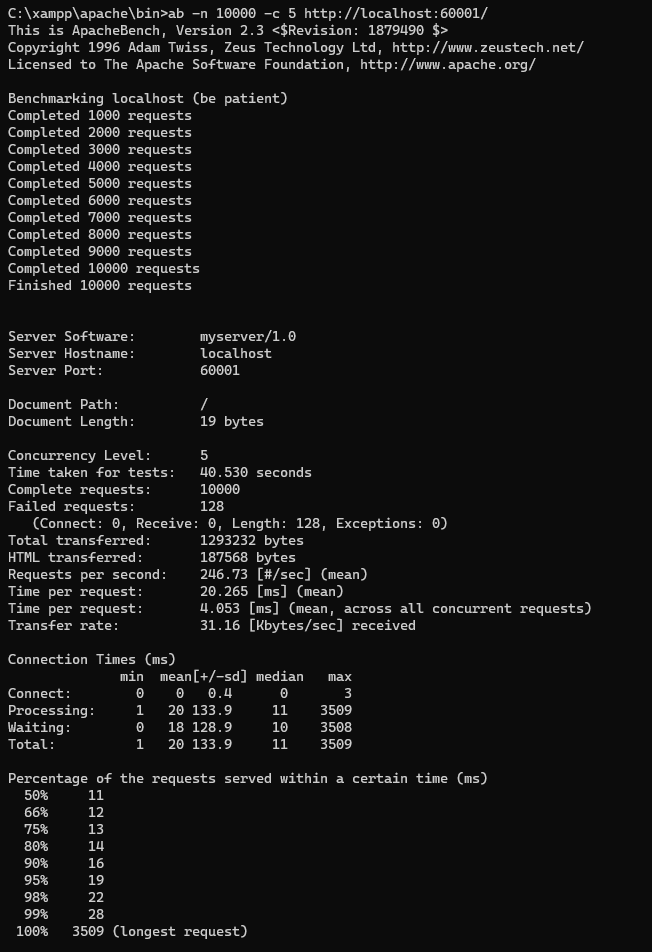 C:\xampp\apache\bin>ab -n 10000 -c 5 http://localhost:60001/
This is ApacheBench, Version 2.3 <$Revision: 1879490 $>
Copyright 1996 Adam Twiss, Zeus Technology Ltd, http://www.zeustech.net/
Licensed to The Apache Software Foundation, http://www.apache.org/

Benchmarking localhost (be patient)
Completed 1000 requests
Completed 2000 requests
Completed 3000 requests
Completed 4000 requests
Completed 5000 requests
Completed 6000 requests
Completed 7000 requests
Completed 8000 requests
Completed 9000 requests
Completed 10000 requests
Finished 10000 requests


Server Software:        myserver/1.0
Server Hostname:        localhost
Server Port:            60001

Document Path:          /
Document Length:        19 bytes

Concurrency Level:      5
Time taken for tests:   40.530 seconds
Complete requests:      10000
Failed requests:        128
   (Connect: 0, Receive: 0, Length: 128, Exceptions: 0)
Total transferred:      1293232 bytes
HTML transferred:       187568 bytes
Requests per second:    246.73 [#/sec] (mean)
Time per request:       20.265 [ms] (mean)
Time per request:       4.053 [ms] (mean, across all concurrent requests)
Transfer rate:          31.16 [Kbytes/sec] received

Connection Times (ms)
              min  mean[+/-sd] median   max
Connect:        0    0   0.4      0       3
Processing:     1   20 133.9     11    3509
Waiting:        0   18 128.9     10    3508
Total:          1   20 133.9     11    3509

Percentage of the requests served within a certain time (ms)
  50%     11
  66%     12
  75%     13
  80%     14
  90%     16
  95%     19
  98%     22
  99%     28
 100%   3509 (longest request)